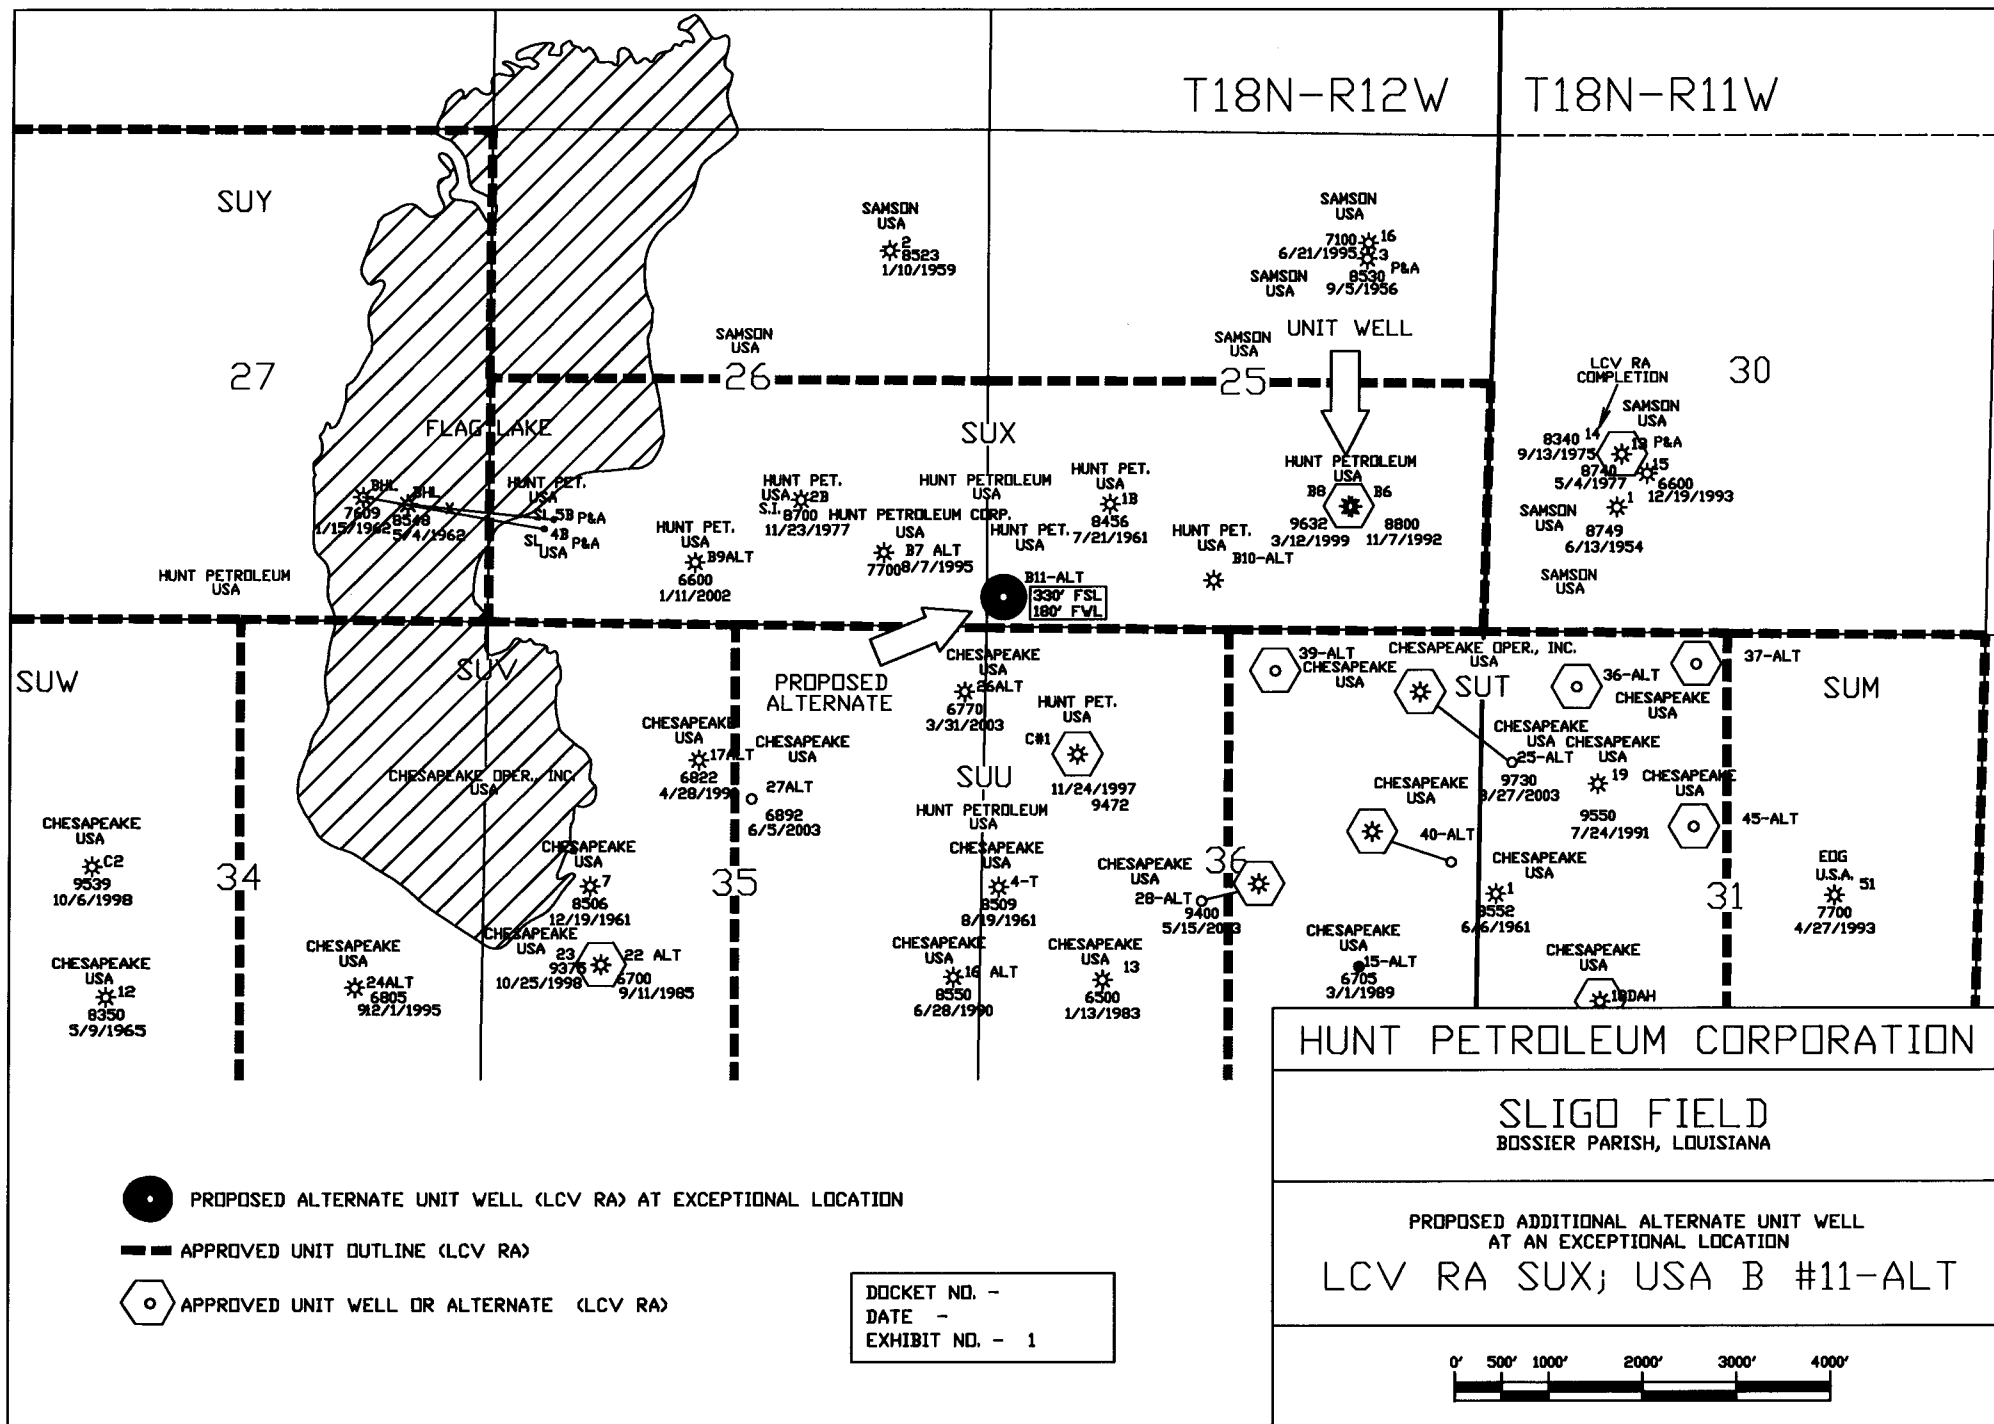 T18N-R12W
T18N-R11W
SUY
SAMSON
USA
2
8523
1/10/1959
SAMSON
USA
7100
16
6/21/1995
3
P&A
8530
9/5/1956
SAMSON
USA
UNIT WELL
SAMSON
USA
SAMSON
USA
27
26
25
30
LCV RA
COMPLETION
SAMSON
USA
8340
14
9/13/1975
13 P&A
8740
5/4/1977
15
6600
12/19/1993
1
SAMSON
USA
8749
6/13/1954
SAMSON
USA
FLAG LAKE
SUX
BHL
BHL
7609
1/15/1962
8548
5/4/1962
X
HUNT PET.
USA
SL 5B P&A
4B P&A
SL
USA
HUNT PETROLEUM
USA
HUNT PET.
USA
B9ALT
6600
1/11/2002
HUNT PET.
USA
S.I.
2B
8700
11/23/1977
HUNT PETROLEUM
USA
HUNT PETROLEUM CORP.
USA
B7 ALT
7700
8/7/1995
HUNT PET.
USA
HUNT PET.
USA
1B
8456
7/21/1961
HUNT PET.
USA
B10-ALT
HUNT PETROLEUM
USA
B8
B6
9632
3/12/1999
8800
11/7/1992
B11-ALT
330' FSL
180' FWL
PROPOSED
ALTERNATE
SUW
SUV
SUU
SUT
SUM
CHESAPEAKE
USA
26ALT
6770
3/31/2003
HUNT PET.
USA
C#1
11/24/1997
9472
39-ALT
CHESAPEAKE
USA
CHESAPEAKE OPER., INC.
USA
36-ALT
CHESAPEAKE
USA
37-ALT
CHESAPEAKE
USA
17ALT
6822
CHESAPEAKE
USA
27ALT
6892
6/5/2003
CHESAPEAKE OPER., INC.
USA
CHESAPEAKE
USA
25-ALT
9730
CHESAPEAKE
USA
19
9550
7/24/1991
CHESAPEAKE
USA
45-ALT
CHESAPEAKE
USA
40-ALT
HUNT PETROLEUM
USA
CHESAPEAKE
USA
C2
9539
10/6/1998
34
35
36
31
CHESAPEAKE
USA
7
8506
12/19/1961
CHESAPEAKE
USA
4-T
8509
8/19/1961
CHESAPEAKE
USA
28-ALT
9400
CHESAPEAKE
USA
1
8552
6/6/1961
EOG
U.S.A.
51
7700
4/27/1993
CHESAPEAKE
USA
12
8350
5/9/1965
CHESAPEAKE
USA
24ALT
6805
912/1/1995
CHESAPEAKE
USA
23
9376
10/25/1998
22 ALT
6700
9/11/1985
CHESAPEAKE
USA
16 ALT
8550
6/28/1990
CHESAPEAKE
USA
13
6500
1/13/1983
CHESAPEAKE
USA
15-ALT
6705
3/1/1989
CHESAPEAKE
USA
HUNT PETROLEUM CORPORATION
SLIGO FIELD
BOSSIER PARISH, LOUISIANA
PROPOSED ADDITIONAL ALTERNATE UNIT WELL
AT AN EXCEPTIONAL LOCATION
LCV RA SUX; USA B #11-ALT
0' 500' 1000' 2000' 3000' 4000'
PROPOSED ALTERNATE UNIT WELL (LCV RA) AT EXCEPTIONAL LOCATION
APPROVED UNIT OUTLINE (LCV RA)
APPROVED UNIT WELL OR ALTERNATE (LCV RA)
DOCKET NO. -
DATE -
EXHIBIT NO. - 1